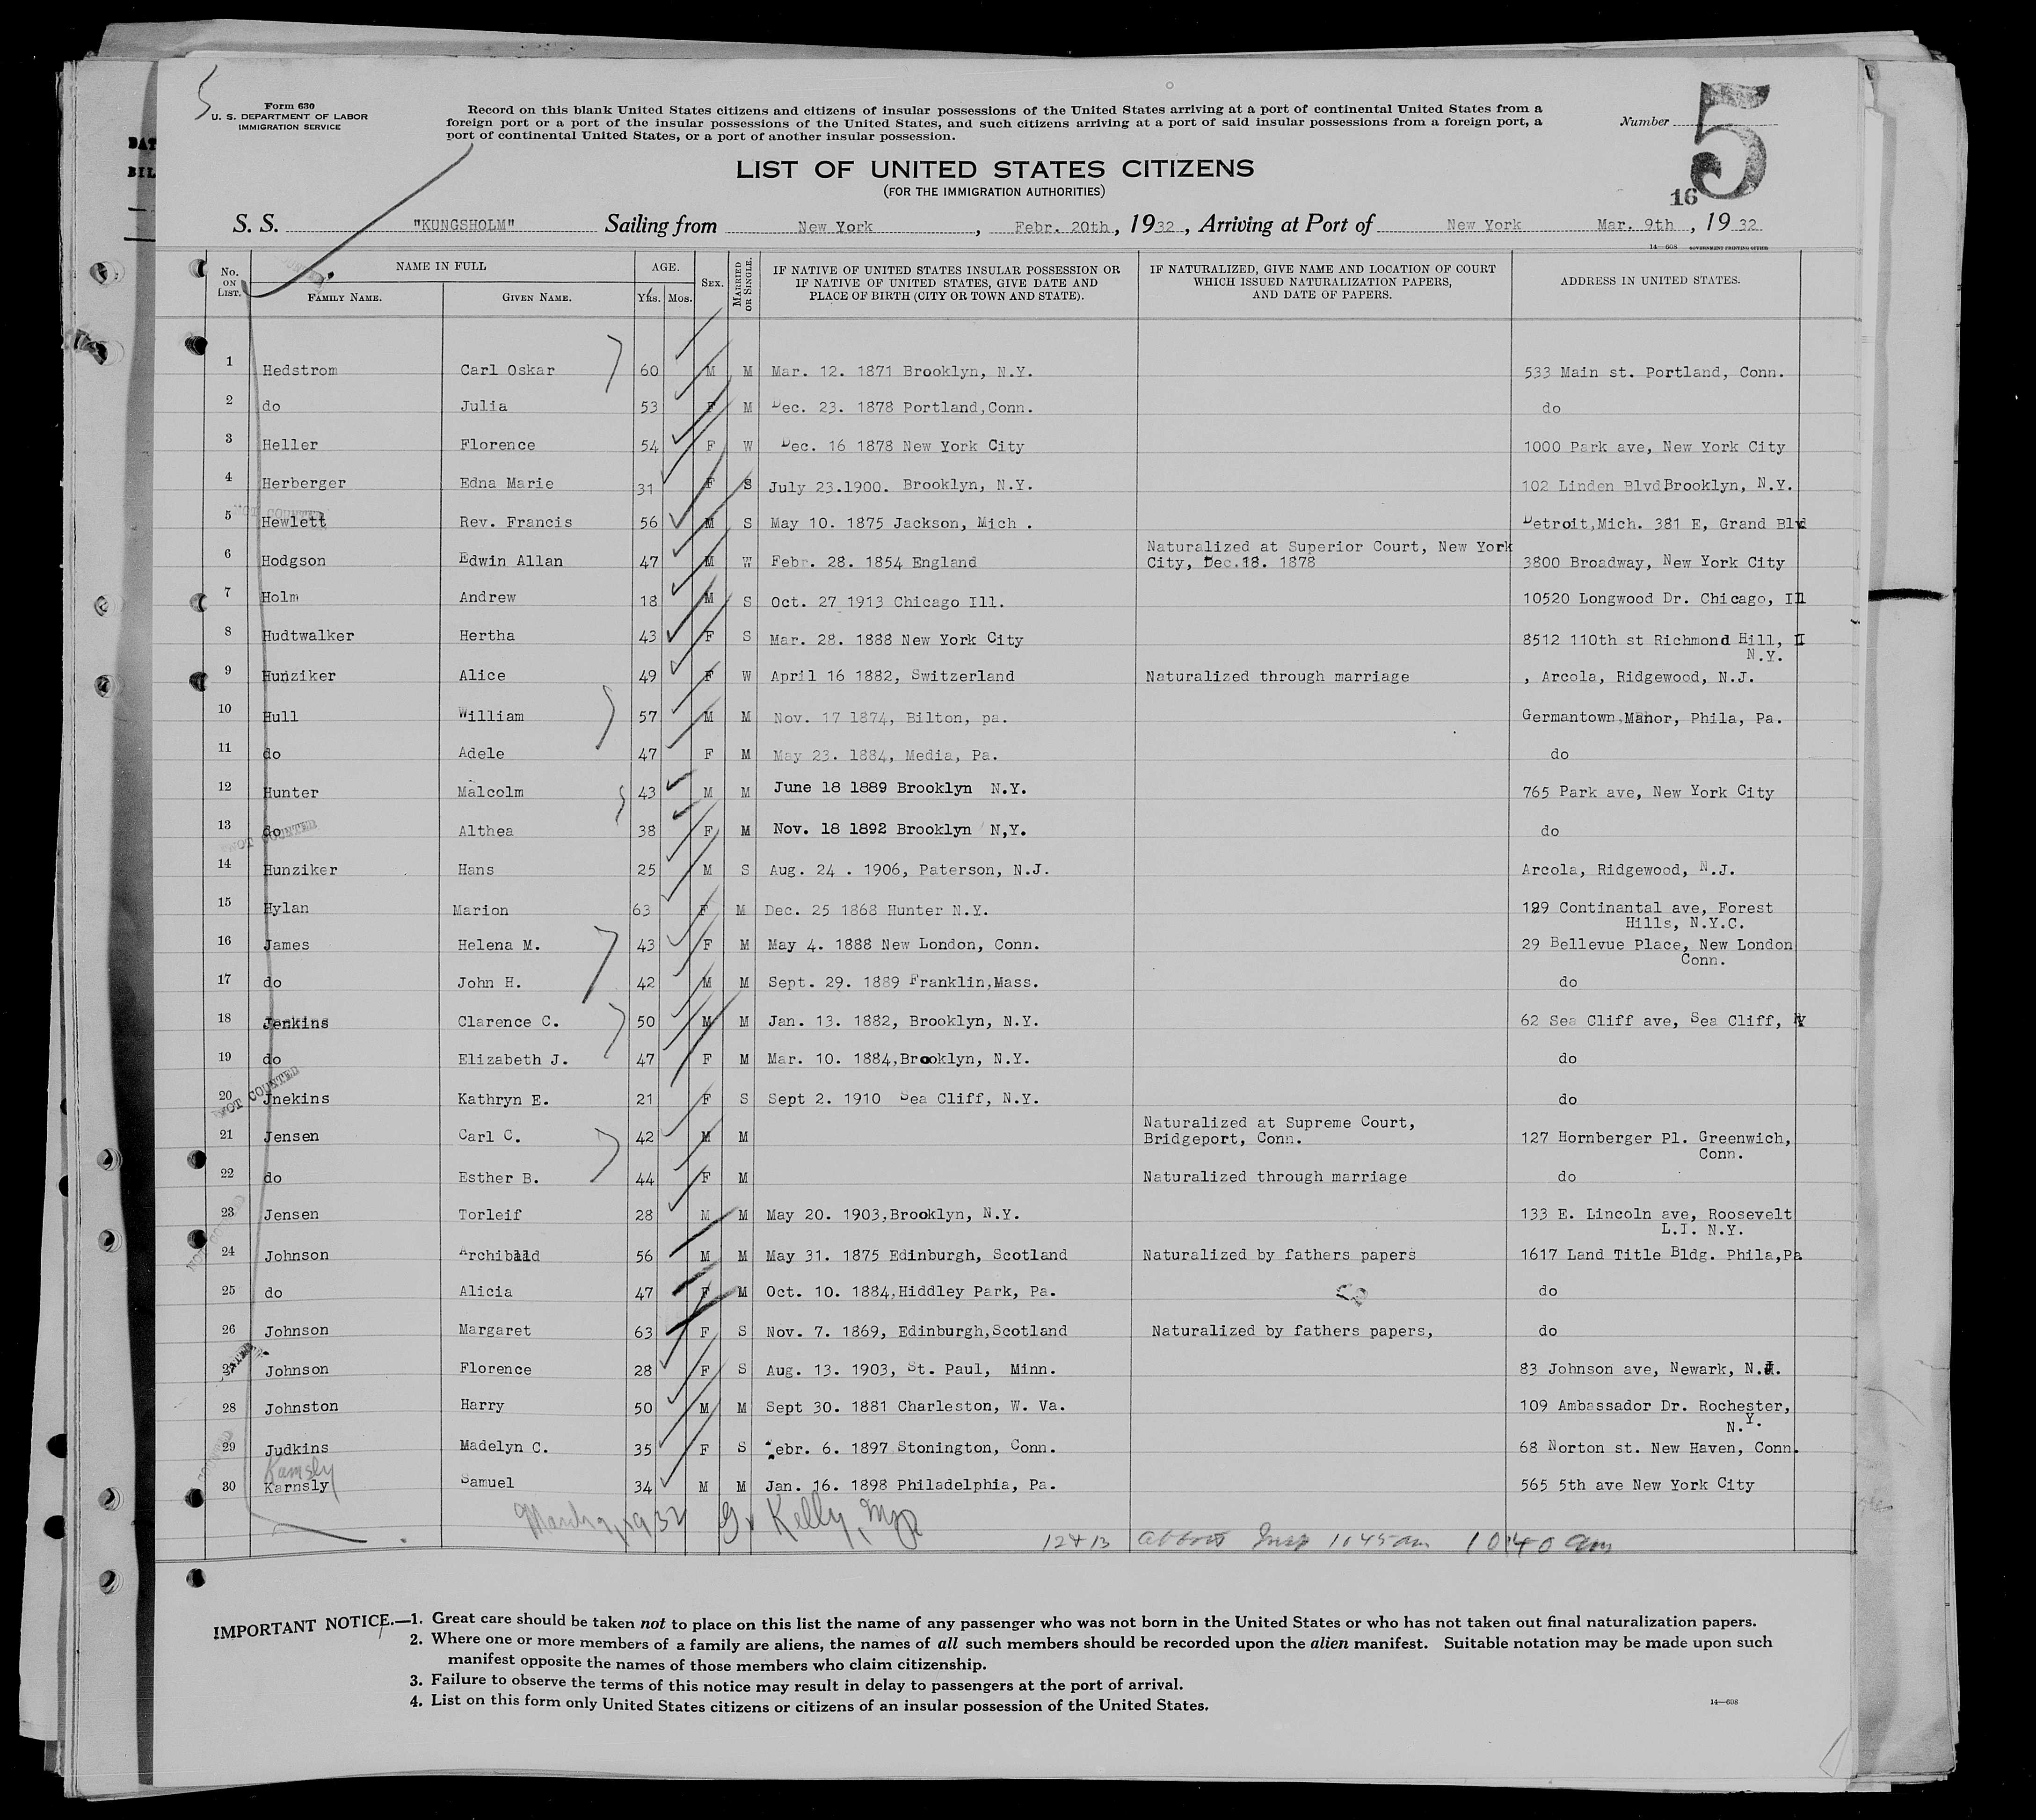 5
Form 630
U. S. DEPARTMENT OF LABOR
IMMIGRATION SERVICE
Record on this blank United States citizens and citizens of insular possessions of the United States arriving at a port of continental United States from a
foreign port or a port of the insular possessions of the United States, and such citizens arriving at a port of said insular possessions from a foreign port, a
port of continental United States, or a port of another insular possession.
Number 5
16
DAT
BIL
LIST OF UNITED STATES CITIZENS
(FOR THE IMMIGRATION AUTHORITIES)
S. S. "KUNGSHOLM" Sailing from New York, Febr. 20th, 1932, Arriving at Port of New York Mar. 9th, 1932
14—608 GOVERNMENT PRINTING OFFICE
No. ON LIST. NAME IN FULL FAMILY NAME. GIVEN NAME. AGE. Yrs. Mos. SEX. MARRIED OR SINGLE. IF NATIVE OF UNITED STATES INSULAR POSSESSION OR IF NATIVE OF UNITED STATES, GIVE DATE AND PLACE OF BIRTH (CITY OR TOWN AND STATE). IF NATURALIZED, GIVE NAME AND LOCATION OF COURT WHICH ISSUED NATURALIZATION PAPERS, AND DATE OF PAPERS. ADDRESS IN UNITED STATES.
1 Hedstrom Carl Oskar 60 M M Mar. 12. 1871 Brooklyn, N.Y. 533 Main st. Portland, Conn.
2 do Julia 53 F M Dec. 23. 1878 Portland,Conn. do
3 Heller Florence 54 F W Dec. 16 1878 New York City 1000 Park ave, New York City
4 Herberger Edna Marie 31 F S July 23.1900. Brooklyn, N.Y. 102 Linden BlvdBrooklyn, N.Y.
NOT COUNTED
5 Hewlett Rev. Francis 56 M S May 10. 1875 Jackson, Mich . Detroit,Mich. 381 E, Grand Blvd
6 Hodgson Edwin Allan 47 M W Febr. 28. 1854 England Naturalized at Superior Court, New York City, Dec.18. 1878 3800 Broadway, New York City
7 Holm Andrew 18 M S Oct. 27 1913 Chicago Ill. 10520 Longwood Dr. Chicago, Ill
8 Hudtwalker Hertha 43 F S Mar. 28. 1888 New York City 8512 110th st Richmond Hill,
N.Y.
9 Hunziker Alice 49 F W April 16 1882, Switzerland Naturalized through marriage , Arcola, Ridgewood, N.J.
10 Hull William 57 M M Nov. 17 1874, Bilton, pa. Germantown,Manor, Phila, Pa.
11 do Adele 47 F M May 23. 1884, Media, Pa. do
12 Hunter Malcolm 43 M M June 18 1889 Brooklyn N.Y. 765 Park ave, New York City
13 do Althea 38 F M Nov. 18 1892 Brooklyn N,Y. do
NOT COUNTED
14 Hunziker Hans 25 M S Aug. 24 . 1906, Paterson, N.J. Arcola, Ridgewood, N.J.
15 Hylan Marion 63 F M Dec. 25 1868 Hunter N.Y. 129 Continantal ave, Forest
Hills, N.Y.C.
16 James Helena M. 43 F M May 4. 1888 New London, Conn. 29 Bellevue Place, New London
Conn.
17 do John H. 42 M M Sept. 29. 1889 Franklin,Mass. do
18 Jenkins Clarence C. 50 M M Jan. 13. 1882, Brooklyn, N.Y. 62 Sea Cliff ave, Sea Cliff, NY
19 do Elizabeth J. 47 F M Mar. 10. 1884,Brooklyn, N.Y. do
NOT COUNTED
20 Jnekins Kathryn E. 21 F S Sept 2. 1910 Sea Cliff, N.Y. do
21 Jensen Carl C. 42 M M Naturalized at Supreme Court, Bridgeport, Conn. 127 Hornberger Pl. Greenwich,
Conn.
22 do Esther B. 44 F M Naturalized through marriage do
23 Jensen Torleif 28 M M May 20. 1903,Brooklyn, N.Y. 133 E. Lincoln ave, Roosevelt
L.I. N.Y.
24 Johnson Archibald 56 M M May 31. 1875 Edinburgh, Scotland Naturalized by fathers papers 1617 Land Title Bldg. Phila,Pa
25 do Alicia 47 F M Oct. 10. 1884,Hiddley Park, Pa. do
26 Johnson Margaret 63 F S Nov. 7. 1869, Edinburgh,Scotland Naturalized by fathers papers, do
27 Johnson Florence 28 F S Aug. 13. 1903, St. Paul, Minn. 83 Johnson ave, Newark, N.J.
28 Johnston Harry 50 M M Sept 30. 1881 Charleston, W. Va. 109 Ambassador Dr. Rochester,
N.Y.
29 Judkins Madelyn C. 35 F S Febr. 6. 1897 Stonington, Conn. 68 Norton st. New Haven, Conn.
Kamsly
30 Karnsly Samuel 34 M M Jan. 16. 1898 Philadelphia, Pa. 565 5th ave New York City
March 9, 1932 G. Kelly, Insp
12+13 Insp 1045am 1040 am
IMPORTANT NOTICE.—1. Great care should be taken not to place on this list the name of any passenger who was not born in the United States or who has not taken out final naturalization papers.
2. Where one or more members of a family are aliens, the names of all such members should be recorded upon the alien manifest. Suitable notation may be made upon such
manifest opposite the names of those members who claim citizenship.
3. Failure to observe the terms of this notice may result in delay to passengers at the port of arrival.
4. List on this form only United States citizens or citizens of an insular possession of the United States.
14—608